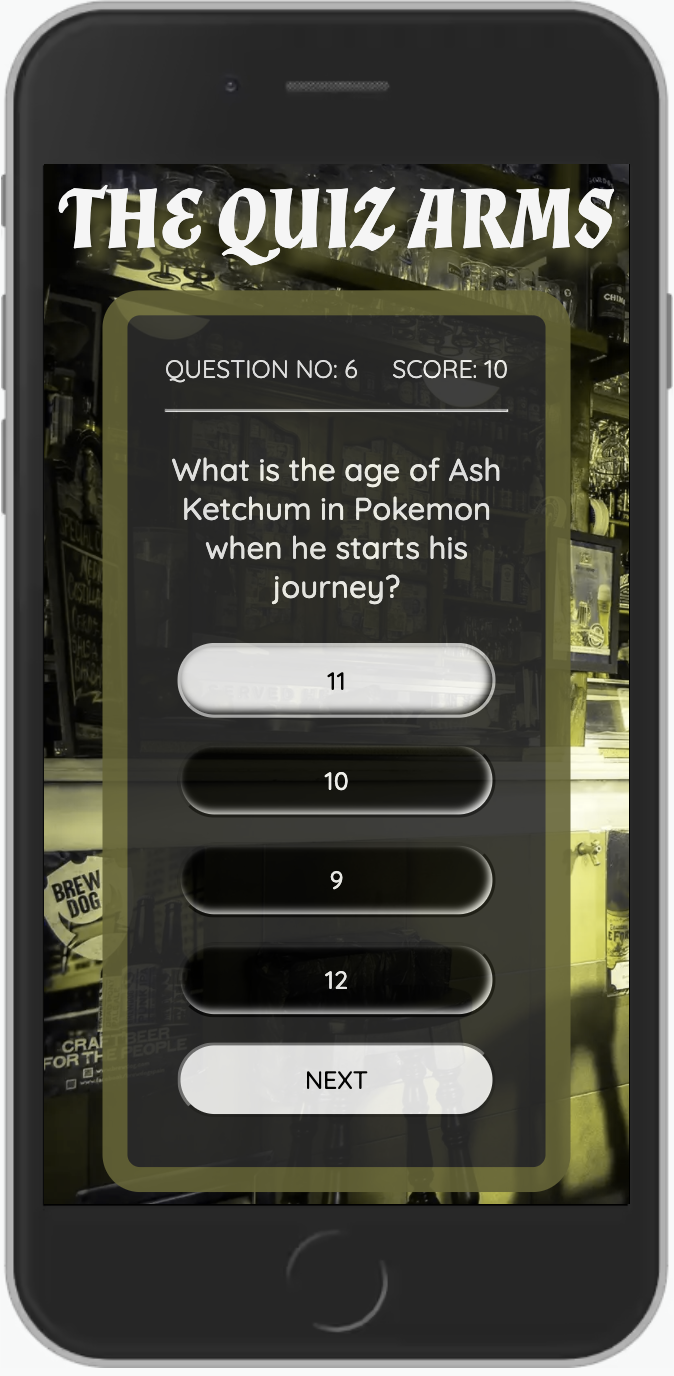 THE QUIZ ARMS
QUESTION NO: 6 SCORE: 10
What is the age of Ash
Ketchum in Pokemon
when he starts his
journey?
11
10
9
12
NEXT
BREW
DOG
CRAFT BEER
FOR THE PEOPLE